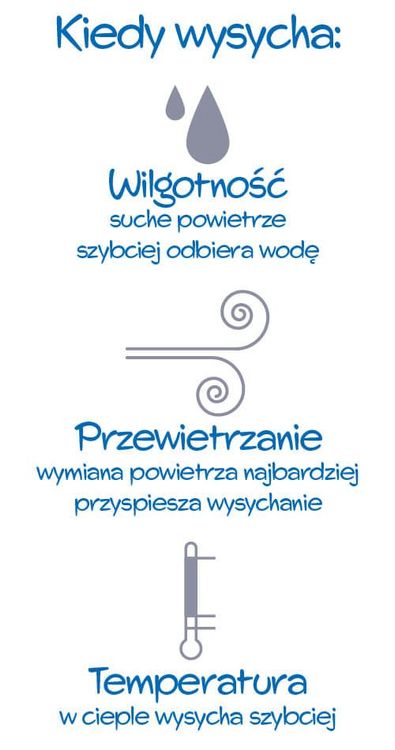 Kiedy wysycha:
Wilgotność
suche powietrze
szybciej odbiera wodę
Przewietrzanie
wymiana powietrza najbardziej
przyspiesza wysychanie
Temperatura
w cieple wysycha szybciej